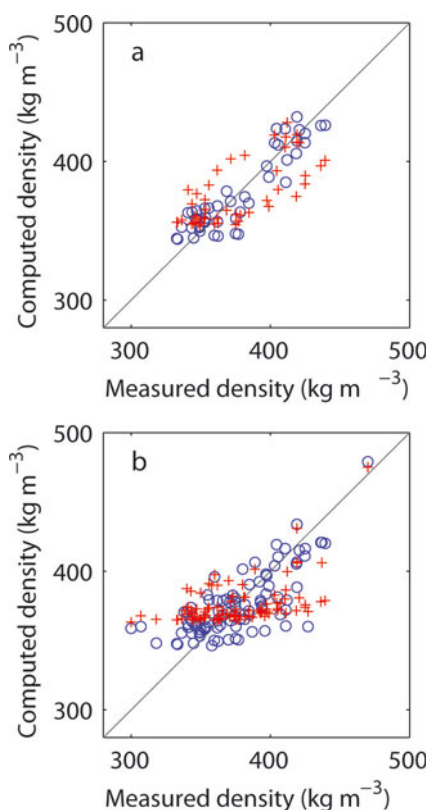 500
a
400
300
Computed density (kg m⁻³)
300 400 500
Measured density (kg m ⁻³)
500
b
400
300
Computed density (kg m⁻³)
300 400 500
Measured density (kg m⁻³)